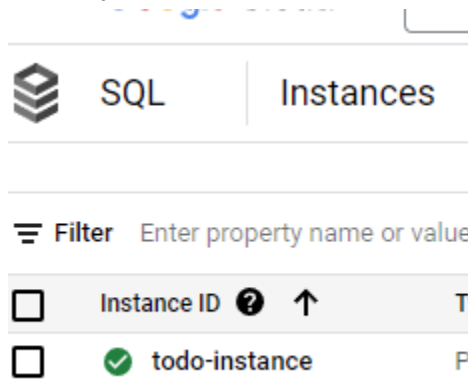 SQL Instances
Filter Enter property name or value
Instance ID ? ↑
todo-instance